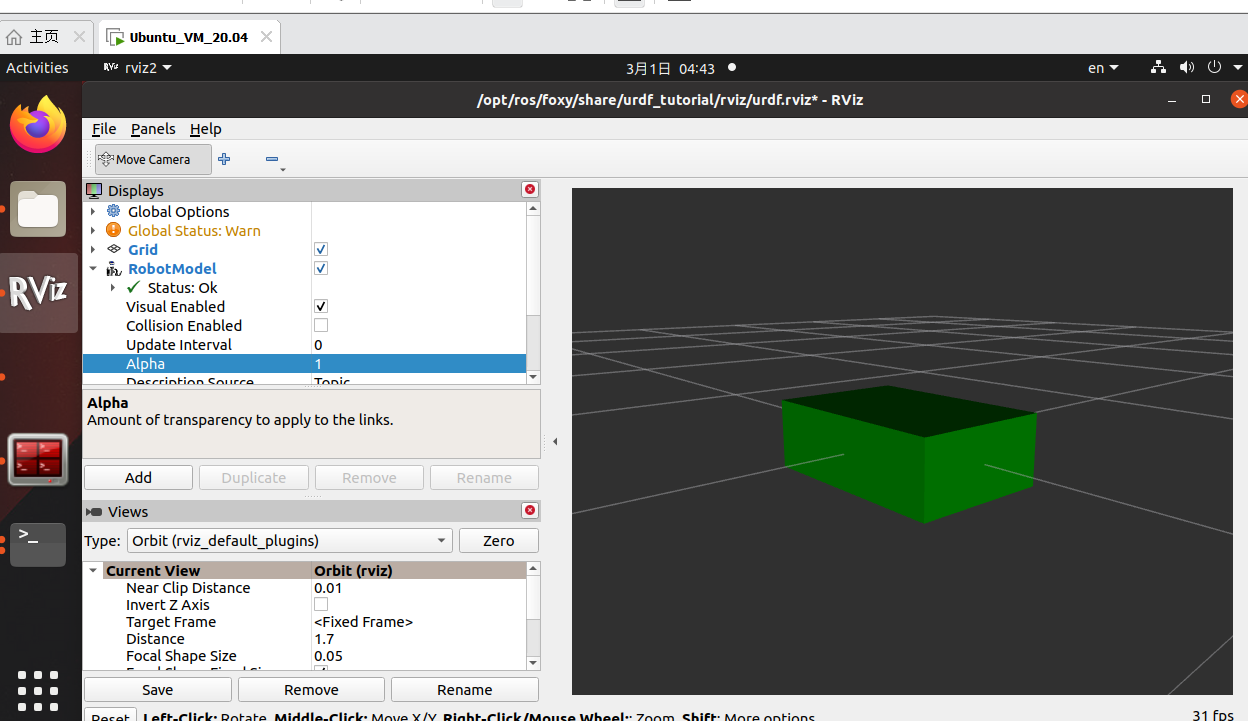 主页
Ubuntu_VM_20.04
Activities
RViz
rviz2
3月1日 04:43
en
/opt/ros/foxy/share/urdf_tutorial/rviz/urdf.rviz* - RViz
File Panels Help
Move Camera
Displays
Global Options
Global Status: Warn
Grid
RobotModel
RViz
Status: Ok
Visual Enabled
Collision Enabled
Update Interval 0
Alpha 1
Description Source Topic
Alpha
Amount of transparency to apply to the links.
Add Duplicate Remove Rename
Views
>_
Type: Orbit (rviz_default_plugins) Zero
Current View Orbit (rviz)
Near Clip Distance 0.01
Invert Z Axis
Target Frame <Fixed Frame>
Distance 1.7
Focal Shape Size 0.05
Save Remove Rename
Reset Left-Click: Rotate. Middle-Click: Move X/Y. Right-Click/Mouse Wheel:: Zoom. Shift: More options.
31 fps